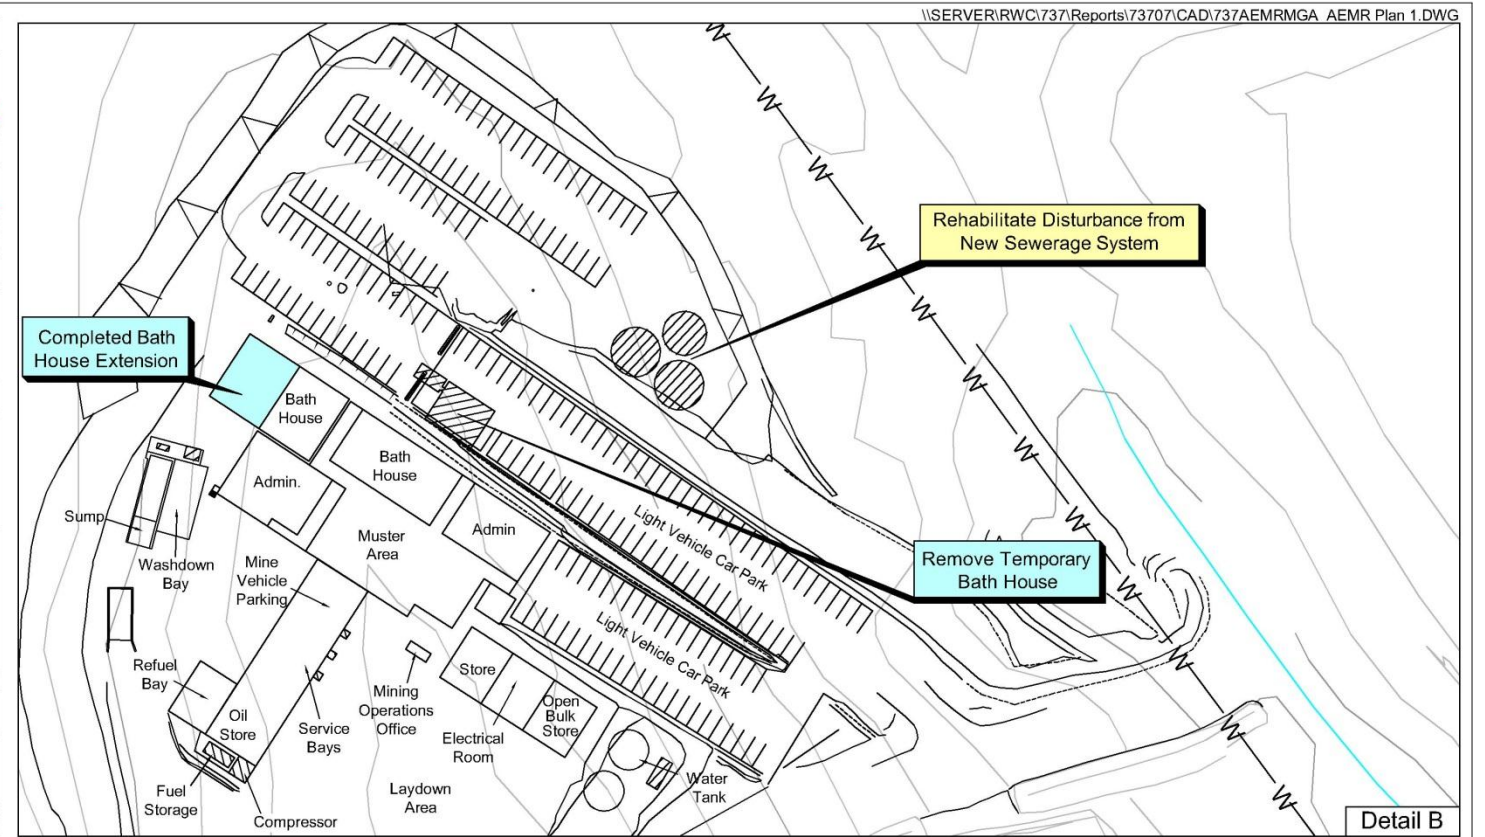 \\SERVER\RWC\737\Reports\73707\CAD\737AEMRMGA AEMR Plan 1.DWG
W
W
W
W
W
W
W
W
W
W
W
W
W
W
Rehabilitate Disturbance from
New Sewerage System
Completed Bath
House Extension
Bath
House
Bath
House
Admin.
Admin
Sump
Washdown
Bay
Mine
Vehicle
Parking
Muster
Area
Light Vehicle Car Park
Light Vehicle Car Park
Remove Temporary
Bath House
Refuel
Bay
Oil
Store
Service
Bays
Mining
Operations
Office
Store
Electrical
Room
Open
Bulk
Store
Fuel
Storage
Compressor
Laydown
Area
Water
Tank
Detail B